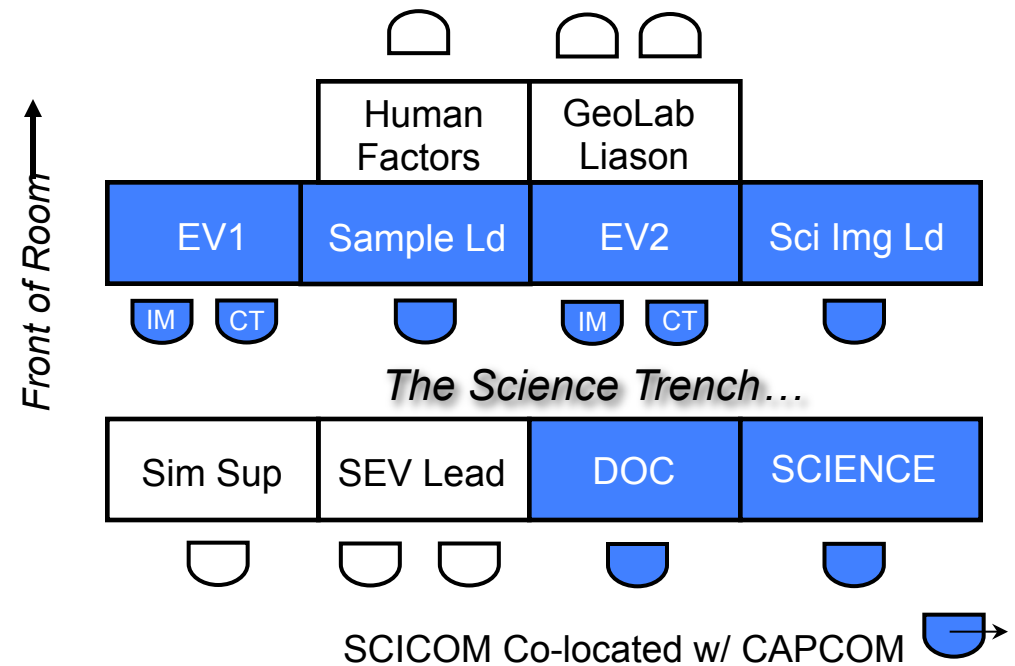 Human
Factors
GeoLab
Liason
Front of Room
EV1
Sample Ld
EV2
Sci Img Ld
IM
CT
IM
CT
The Science Trench…
Sim Sup
SEV Lead
DOC
SCIENCE
SCICOM Co-located w/ CAPCOM